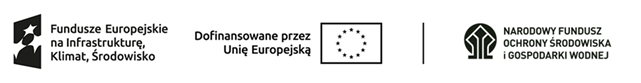 Fundusze Europejskie
na Infrastrukturę,
Klimat, Środowisko
Dofinansowane przez
Unię Europejską
NARODOWY FUNDUSZ
OCHRONY ŚRODOWISKA
i GOSPODARKI WODNEJ